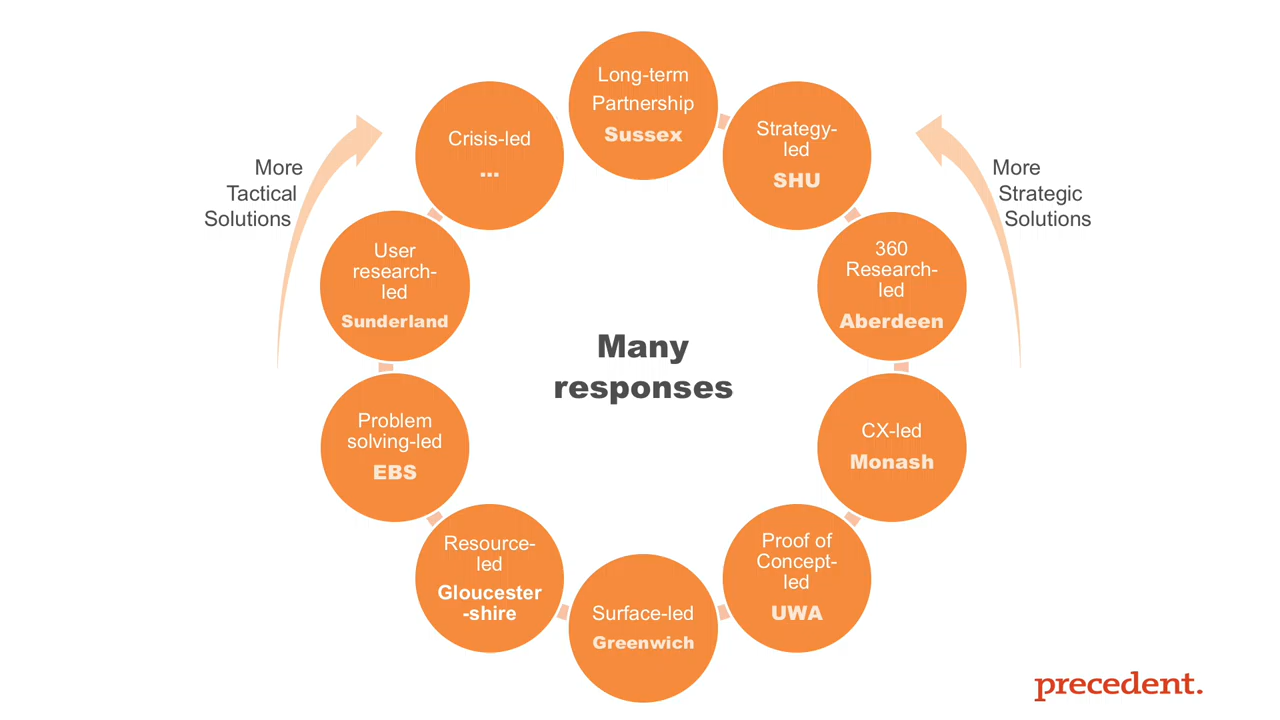 Long-term
Partnership
Sussex
Strategy-
led
SHU
360
Research-
led
Aberdeen
CX-led
Monash
Proof of
Concept-
led
UWA
Surface-led
Greenwich
Resource-
led
Gloucester
-shire
Problem
solving-led
EBS
User
research-
led
Sunderland
Crisis-led
...
More
Tactical
Solutions
More
Strategic
Solutions
Many
responses
precedent.